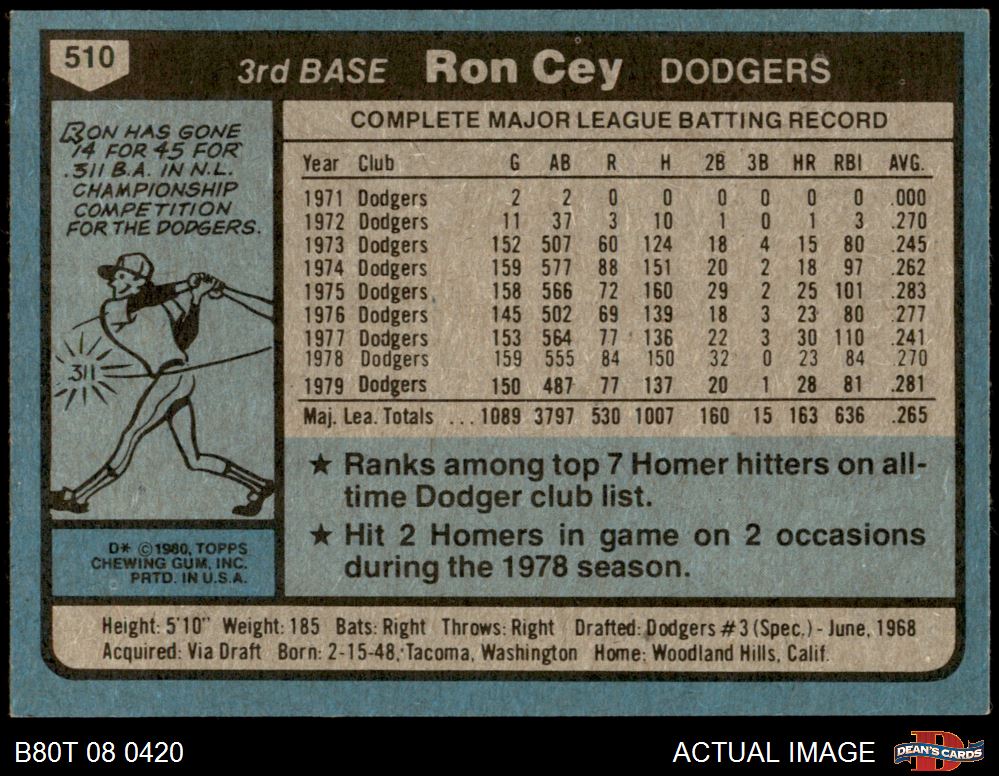 510
3rd BASE Ron Cey DODGERS
RON HAS GONE
14 FOR 45 FOR
.311 B.A. IN N.L.
CHAMPIONSHIP
COMPETITION
FOR THE DODGERS.
311
D* ©1980, TOPPS
CHEWING GUM, INC.
PRTD. IN U.S.A.
COMPLETE MAJOR LEAGUE BATTING RECORD
Year Club G AB R H 2B 3B HR RBI AVG.
1971 Dodgers 2 2 0 0 0 0 0 0 .000
1972 Dodgers 11 37 3 10 1 0 1 3 .270
1973 Dodgers 152 507 60 124 18 4 15 80 .245
1974 Dodgers 159 577 88 151 20 2 18 97 .262
1975 Dodgers 158 566 72 160 29 2 25 101 .283
1976 Dodgers 145 502 69 139 18 3 23 80 .277
1977 Dodgers 153 564 77 136 22 3 30 110 .241
1978 Dodgers 159 555 84 150 32 0 23 84 .270
1979 Dodgers 150 487 77 137 20 1 28 81 .281
Maj. Lea. Totals ... 1089 3797 530 1007 160 15 163 636 .265
★ Ranks among top 7 Homer hitters on all-
time Dodger club list.
★ Hit 2 Homers in game on 2 occasions
during the 1978 season.
Height: 5'10" Weight: 185 Bats: Right Throws: Right Drafted: Dodgers #3 (Spec.) - June, 1968
Acquired: Via Draft Born: 2-15-48, Tacoma, Washington Home: Woodland Hills, Calif.
B80T 08 0420
ACTUAL IMAGE
D
DEAN'S CARDS